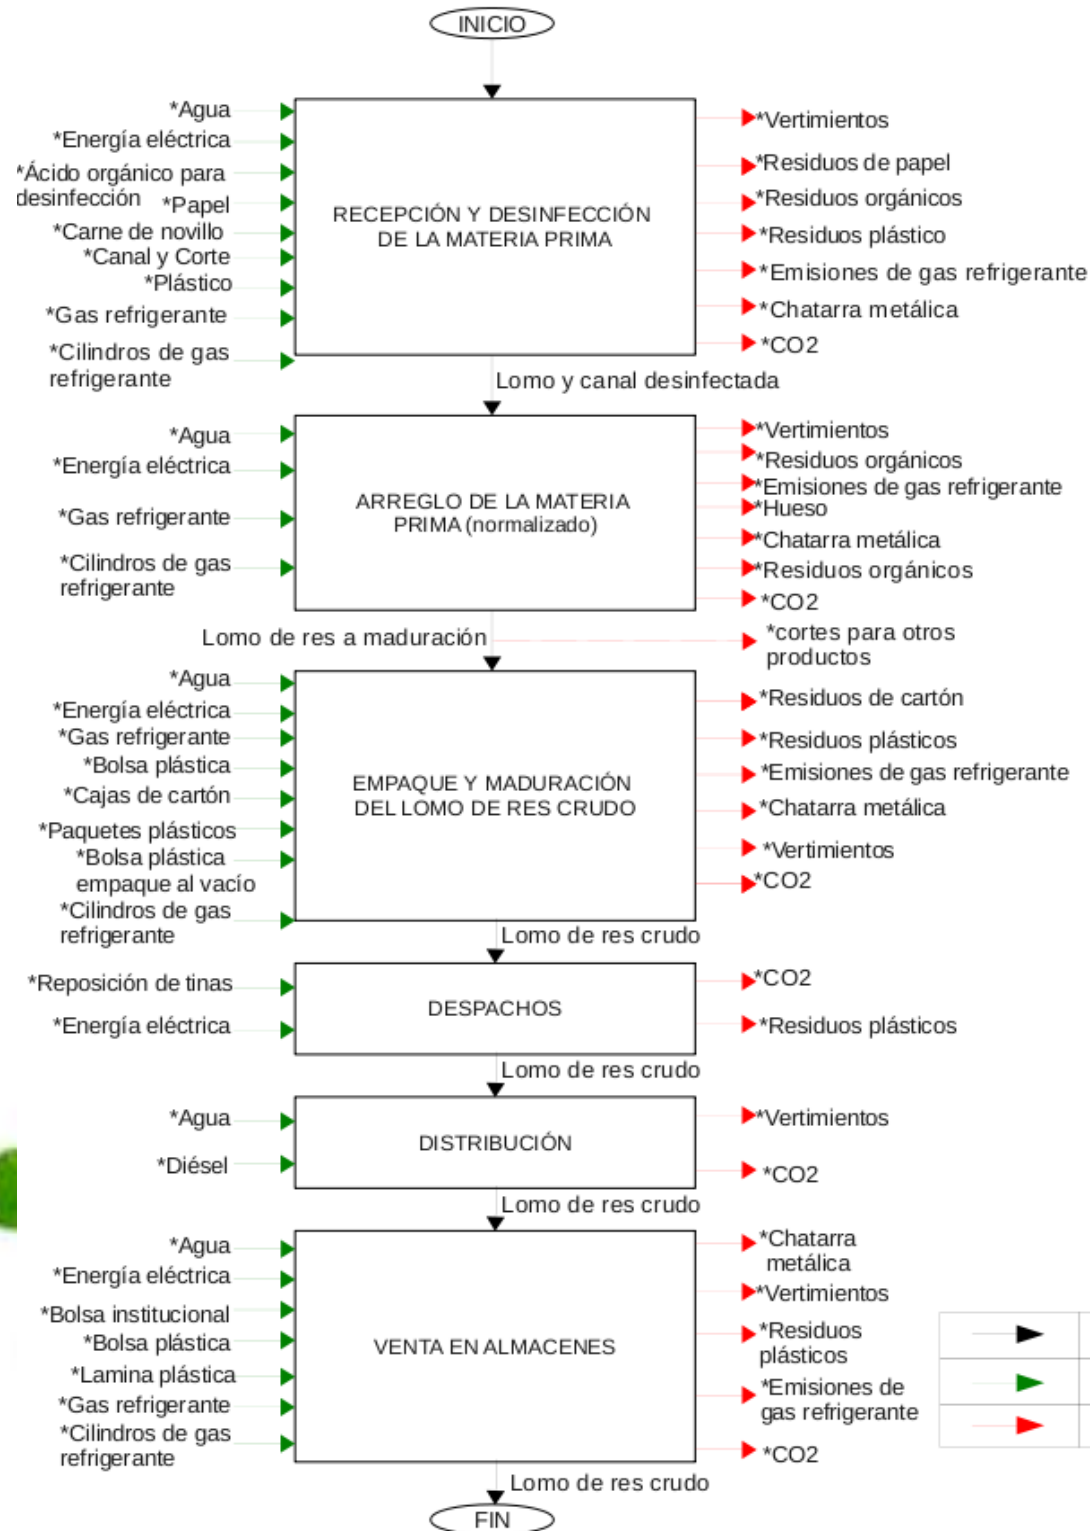 INICIO
*Agua
*Energía eléctrica
*Ácido orgánico para
desinfección
*Papel
*Carne de novillo
*Canal y Corte
*Plástico
*Gas refrigerante
*Cilindros de gas
refrigerante
RECEPCIÓN Y DESINFECCIÓN
DE LA MATERIA PRIMA
*Vertimientos
*Residuos de papel
*Residuos orgánicos
*Residuos plástico
*Emisiones de gas refrigerante
*Chatarra metálica
*CO2
Lomo y canal desinfectada
*Agua
*Energía eléctrica
*Gas refrigerante
*Cilindros de gas
refrigerante
ARREGLO DE LA MATERIA
PRIMA (normalizado)
*Vertimientos
*Residuos orgánicos
*Emisiones de gas refrigerante
*Hueso
*Chatarra metálica
*Residuos orgánicos
*CO2
Lomo de res a maduración
*cortes para otros
productos
*Agua
*Energía eléctrica
*Gas refrigerante
*Bolsa plástica
*Cajas de cartón
*Paquetes plásticos
*Bolsa plástica
empaque al vacío
*Cilindros de gas
refrigerante
EMPAQUE Y MADURACIÓN
DEL LOMO DE RES CRUDO
*Residuos de cartón
*Residuos plásticos
*Emisiones de gas refrigerante
*Chatarra metálica
*Vertimientos
*CO2
Lomo de res crudo
*Reposición de tinas
*Energía eléctrica
DESPACHOS
*CO2
*Residuos plásticos
Lomo de res crudo
*Agua
*Diésel
DISTRIBUCIÓN
*Vertimientos
*CO2
Lomo de res crudo
*Agua
*Energía eléctrica
*Bolsa institucional
*Bolsa plástica
*Lamina plástica
*Gas refrigerante
*Cilindros de gas
refrigerante
VENTA EN ALMACENES
*Chatarra
metálica
*Vertimientos
*Residuos
plásticos
*Emisiones de
gas refrigerante
*CO2
Lomo de res crudo
FIN